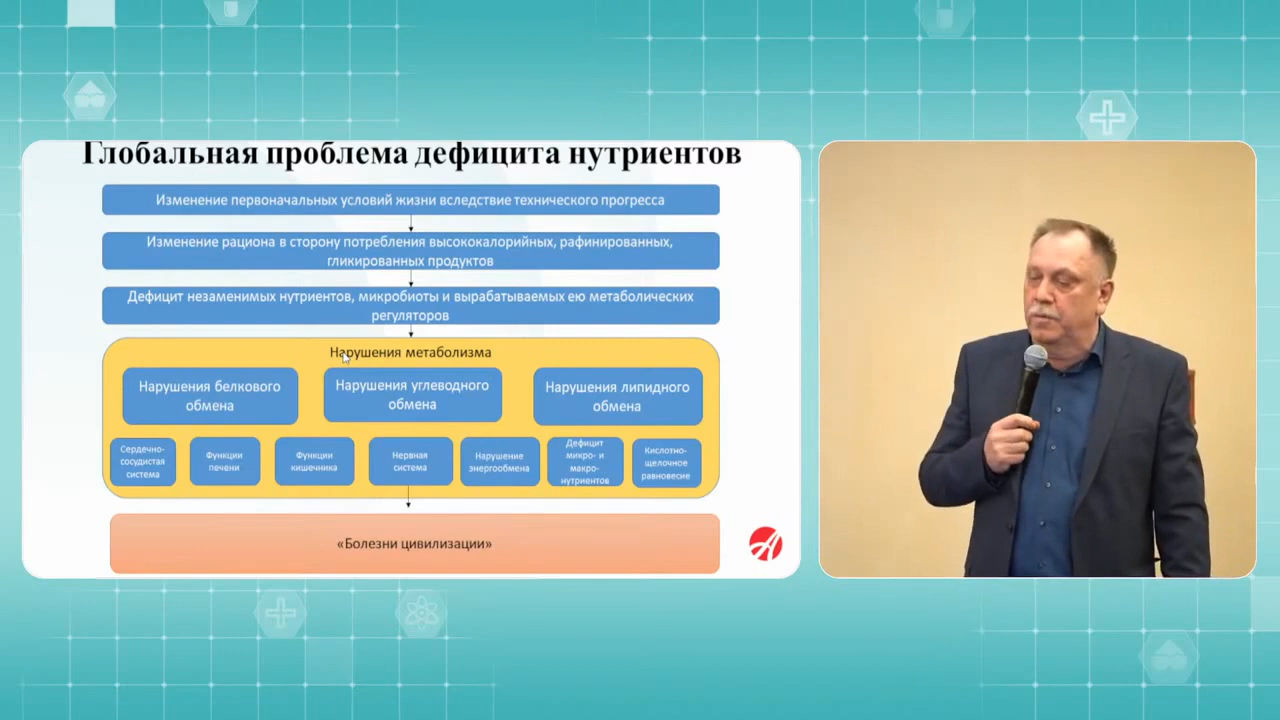 Глобальная проблема дефицита нутриентов
Изменение первоначальных условий жизни вследствие технического прогресса
Изменение рациона в сторону потребления высококалорийных, рафинированных,
гликированных продуктов
Дефицит незаменимых нутриентов, микробиоты и вырабатываемых ею метаболических
регуляторов
Нарушения метаболизма
Нарушения белкового
обмена
Нарушения углеводного
обмена
Нарушения липидного
обмена
Сердечно-
сосудистая
система
Функции
печени
Функции
кишечника
Нервная
система
Нарушение
энергообмена
Дефицит
микро- и
макро-
нутриентов
Кислотно-
щелочное
равновесие
«Болезни цивилизации»